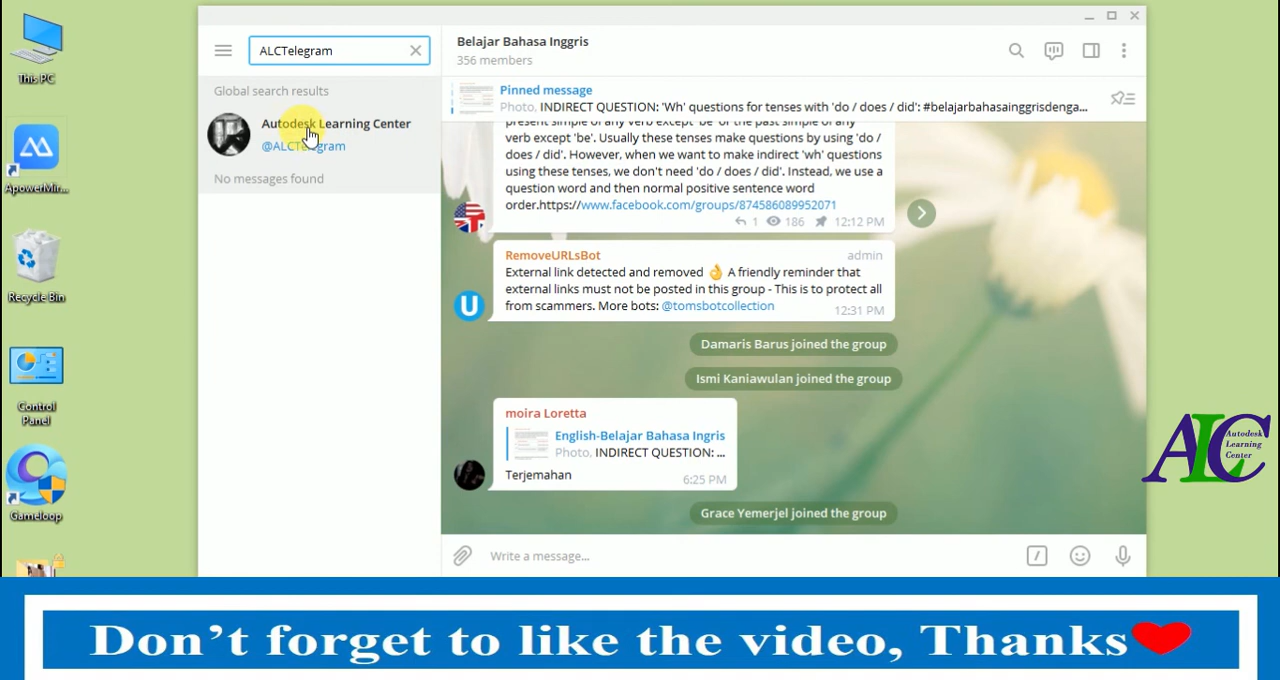 This PC
ApowerMir...
Recycle Bin
Control
Panel
Gameloop
ALCTelegram
Global search results
Autodesk Learning Center
@ALCTelegram
No messages found
Belajar Bahasa Inggris
356 members
Pinned message
Photo, INDIRECT QUESTION: 'Wh' questions for tenses with 'do / does / did': #belajarbahasainggrisdenga...
present simple of any verb except 'be' or the past simple of any
verb except 'be'. Usually these tenses make questions by using 'do /
does / did'. However, when we want to make indirect 'wh' questions
using these tenses, we don't need 'do / does / did'. Instead, we use a
question word and then normal positive sentence word
order.https://www.facebook.com/groups/874586089952071
1 186 12:12 PM
RemoveURLsBot admin
External link detected and removed 👌 A friendly reminder that
external links must not be posted in this group - This is to protect all
from scammers. More bots: @tomsbotcollection
12:31 PM
U
Damaris Barus joined the group
Ismi Kaniawulan joined the group
moira Loretta
English-Belajar Bahasa Ingris
Photo, INDIRECT QUESTION: ...
Terjemahan 6:25 PM
Grace Yemerjel joined the group
Write a message...
ALC
Autodesk
Learning
Center
Don't forget to like the video, Thanks❤